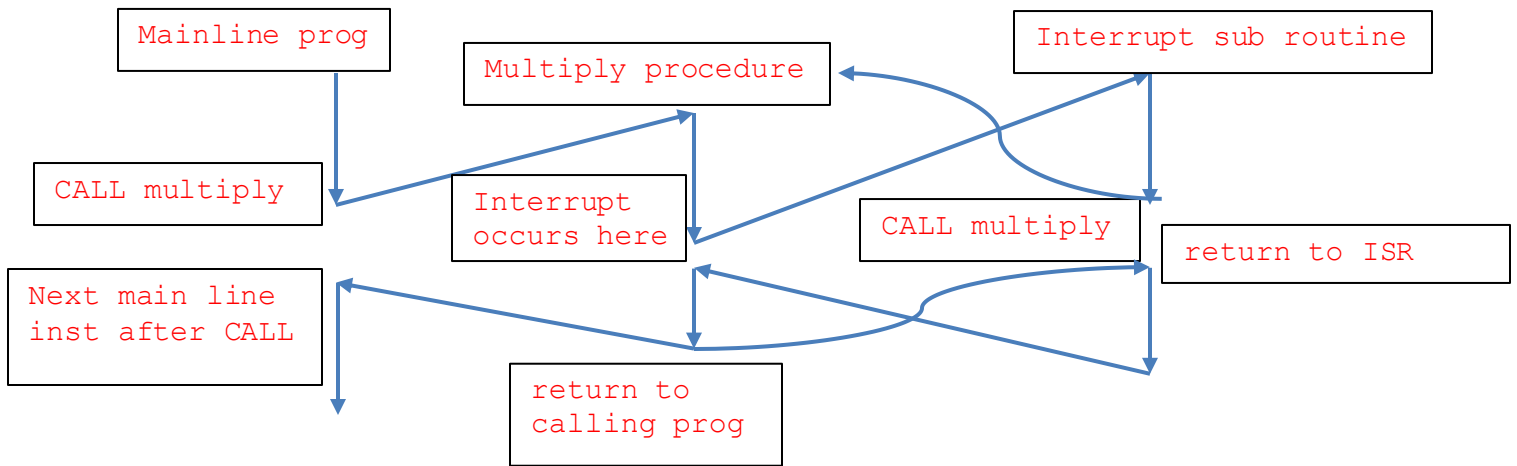 Mainline prog
Multiply procedure
Interrupt sub routine
CALL multiply
Interrupt
occurs here
CALL multiply
return to ISR
Next main line
inst after CALL
return to
calling prog